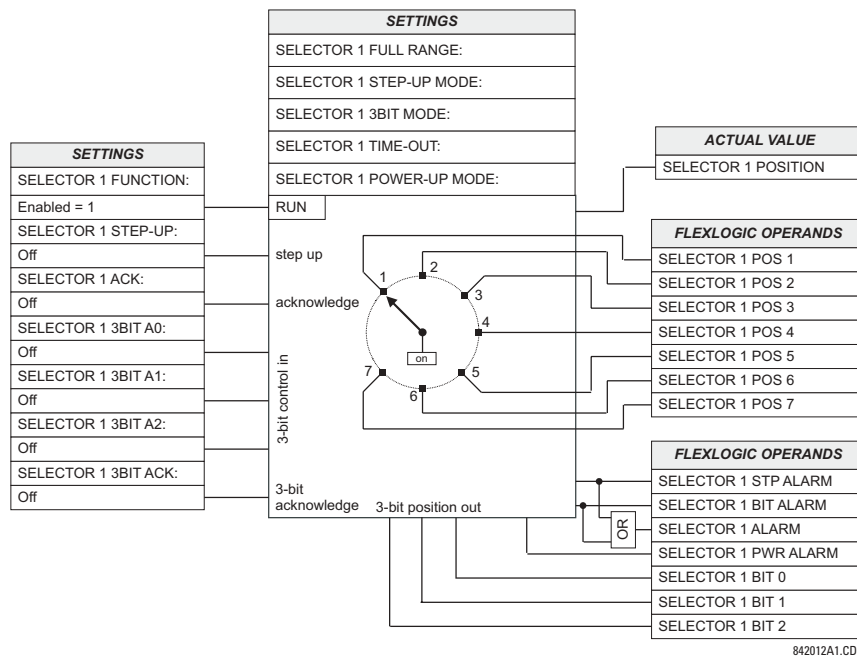 SETTINGS
SELECTOR 1 FULL RANGE:
SELECTOR 1 STEP-UP MODE:
SELECTOR 1 3BIT MODE:
SELECTOR 1 TIME-OUT:
SELECTOR 1 POWER-UP MODE:
SETTINGS
SELECTOR 1 FUNCTION:
Enabled = 1
SELECTOR 1 STEP-UP:
Off
SELECTOR 1 ACK:
Off
SELECTOR 1 3BIT A0:
Off
SELECTOR 1 3BIT A1:
Off
SELECTOR 1 3BIT A2:
Off
SELECTOR 1 3BIT ACK:
Off
RUN
step up
acknowledge
3-bit control in
3-bit
acknowledge
3-bit position out
1
2
3
4
5
6
7
on
ACTUAL VALUE
SELECTOR 1 POSITION
FLEXLOGIC OPERANDS
SELECTOR 1 POS 1
SELECTOR 1 POS 2
SELECTOR 1 POS 3
SELECTOR 1 POS 4
SELECTOR 1 POS 5
SELECTOR 1 POS 6
SELECTOR 1 POS 7
FLEXLOGIC OPERANDS
SELECTOR 1 STP ALARM
SELECTOR 1 BIT ALARM
OR
SELECTOR 1 ALARM
SELECTOR 1 PWR ALARM
SELECTOR 1 BIT 0
SELECTOR 1 BIT 1
SELECTOR 1 BIT 2
842012A1.CD